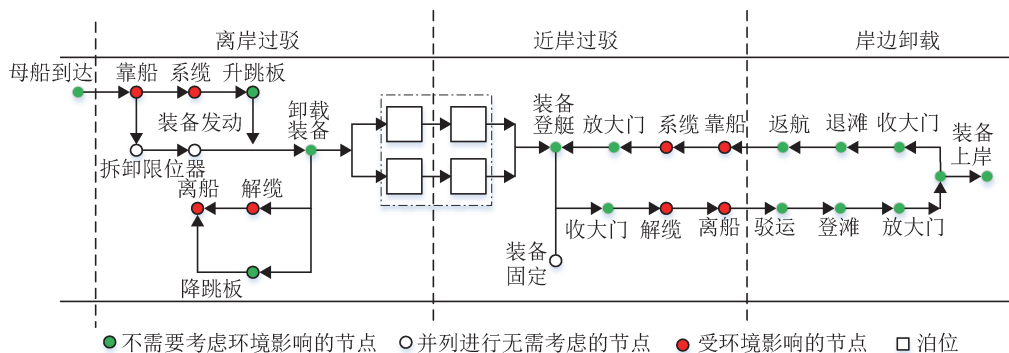 离岸过驳
近岸过驳
岸边卸载
母船到达
靠船
系缆
升跳板
装备发动
卸载
装备
拆卸限位器
离船
解缆
降跳板
装备
登艇
放大门
系缆
靠船
返航
退滩
收大门
装备
上岸
收大门
解缆
离船
驳运
登滩
放大门
装备
固定
不需要考虑环境影响的节点
并列进行无需考虑的节点
受环境影响的节点
泊位